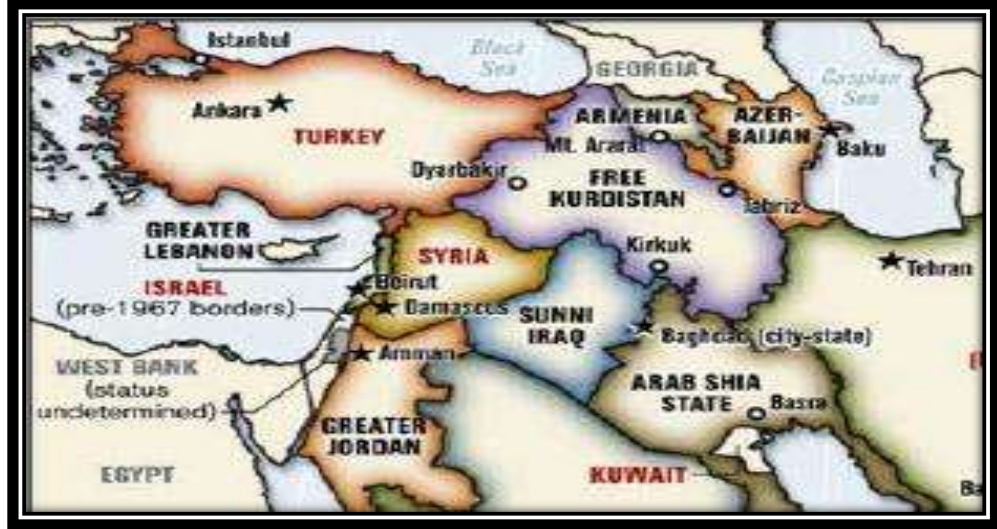 Istanbul
Black
Sea
GEORGIA
Caspian
Sea
Ankara
TURKEY
ARMENIA
AZER-
BAIJAN
Mt. Ararat
Baku
Dyarbakir
FREE
KURDISTAN
Tabriz
GREATER
LEBANON
SYRIA
Kirkuk
Tehran
ISRAEL
(pre-1967 borders)
Beirut
Damascus
SUNNI
IRAQ
Baghdad (city-state)
WEST BANK
(status
undetermined)
Amman
ARAB SHIA
STATE
Basra
GREATER
JORDAN
EGYPT
KUWAIT